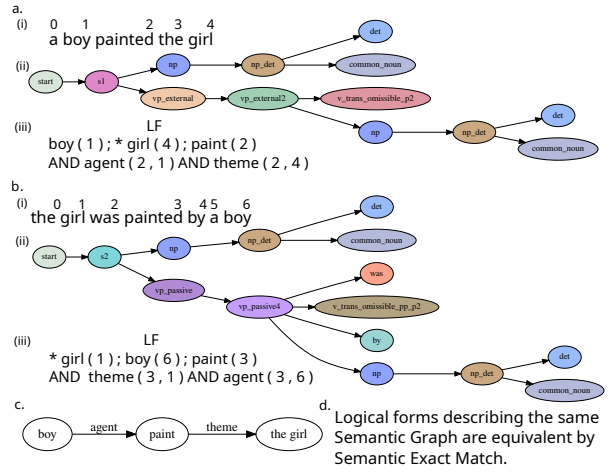 a.
(i) 0 1 2 3 4
a boy painted the girl
(ii)
start s1 np np_det det
common_noun
vp_external vp_external2 v_trans_omissible_p2
np np_det det
common_noun
(iii) LF
boy ( 1 ) ; * girl ( 4 ) ; paint ( 2 )
AND agent ( 2 , 1 ) AND theme ( 2 , 4 )
b.
(i) 0 1 2 3 4 5 6
the girl was painted by a boy
(ii)
start s2 np np_det det
common_noun
vp_passive vp_passive4 was
v_trans_omissible_pp_p2
by
np np_det det
common_noun
(iii) LF
* girl ( 1 ) ; boy ( 6 ) ; paint ( 3 )
AND theme ( 3 , 1 ) AND agent ( 3 , 6 )
c.
boy agent paint theme the girl
d.
Logical forms describing the same
Semantic Graph are equivalent by
Semantic Exact Match.